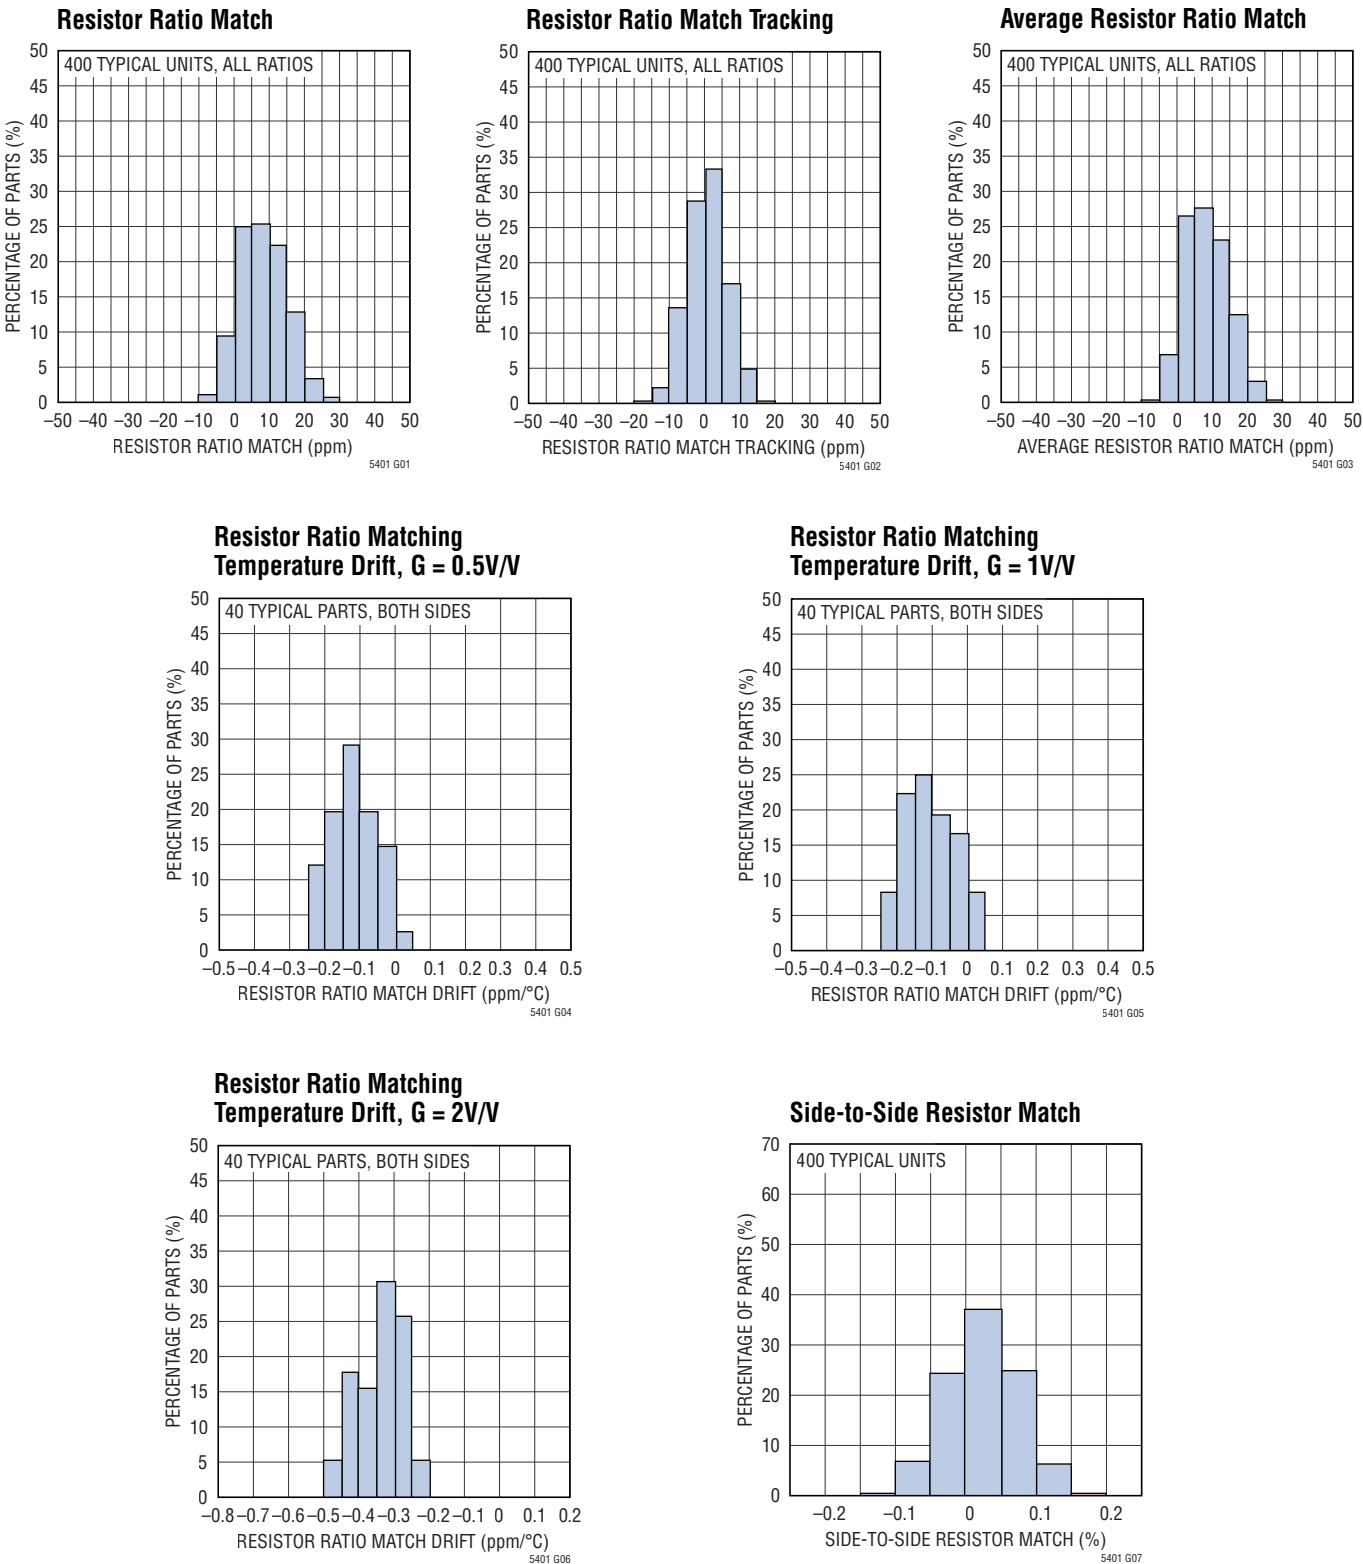 Resistor Ratio Match
50
400 TYPICAL UNITS, ALL RATIOS
45
40
35
30
25
20
15
10
5
0
PERCENTAGE OF PARTS (%)
–50 –40 –30 –20 –10 0 10 20 30 40 50
RESISTOR RATIO MATCH (ppm)
5401 G01
Resistor Ratio Match Tracking
50
400 TYPICAL UNITS, ALL RATIOS
45
40
35
30
25
20
15
10
5
0
PERCENTAGE OF PARTS (%)
–50 –40 –30 –20 –10 0 10 20 30 40 50
RESISTOR RATIO MATCH TRACKING (ppm)
5401 G02
Average Resistor Ratio Match
50
400 TYPICAL UNITS, ALL RATIOS
45
40
35
30
25
20
15
10
5
0
PERCENTAGE OF PARTS (%)
–50 –40 –30 –20 –10 0 10 20 30 40 50
AVERAGE RESISTOR RATIO MATCH (ppm)
5401 G03
Resistor Ratio Matching
Temperature Drift, G = 0.5V/V
50
40 TYPICAL PARTS, BOTH SIDES
45
40
35
30
25
20
15
10
5
0
PERCENTAGE OF PARTS (%)
–0.5 –0.4 –0.3 –0.2 –0.1 0 0.1 0.2 0.3 0.4 0.5
RESISTOR RATIO MATCH DRIFT (ppm/°C)
5401 G04
Resistor Ratio Matching
Temperature Drift, G = 1V/V
50
40 TYPICAL PARTS, BOTH SIDES
45
40
35
30
25
20
15
10
5
0
PERCENTAGE OF PARTS (%)
–0.5 –0.4 –0.3 –0.2 –0.1 0 0.1 0.2 0.3 0.4 0.5
RESISTOR RATIO MATCH DRIFT (ppm/°C)
5401 G05
Resistor Ratio Matching
Temperature Drift, G = 2V/V
50
40 TYPICAL PARTS, BOTH SIDES
45
40
35
30
25
20
15
10
5
0
PERCENTAGE OF PARTS (%)
–0.8 –0.7 –0.6 –0.5 –0.4 –0.3 –0.2 –0.1 0 0.1 0.2
RESISTOR RATIO MATCH DRIFT (ppm/°C)
5401 G06
Side-to-Side Resistor Match
70
400 TYPICAL UNITS
60
50
40
30
20
10
0
PERCENTAGE OF PARTS (%)
–0.2 –0.1 0 0.1 0.2
SIDE-TO-SIDE RESISTOR MATCH (%)
5401 G07